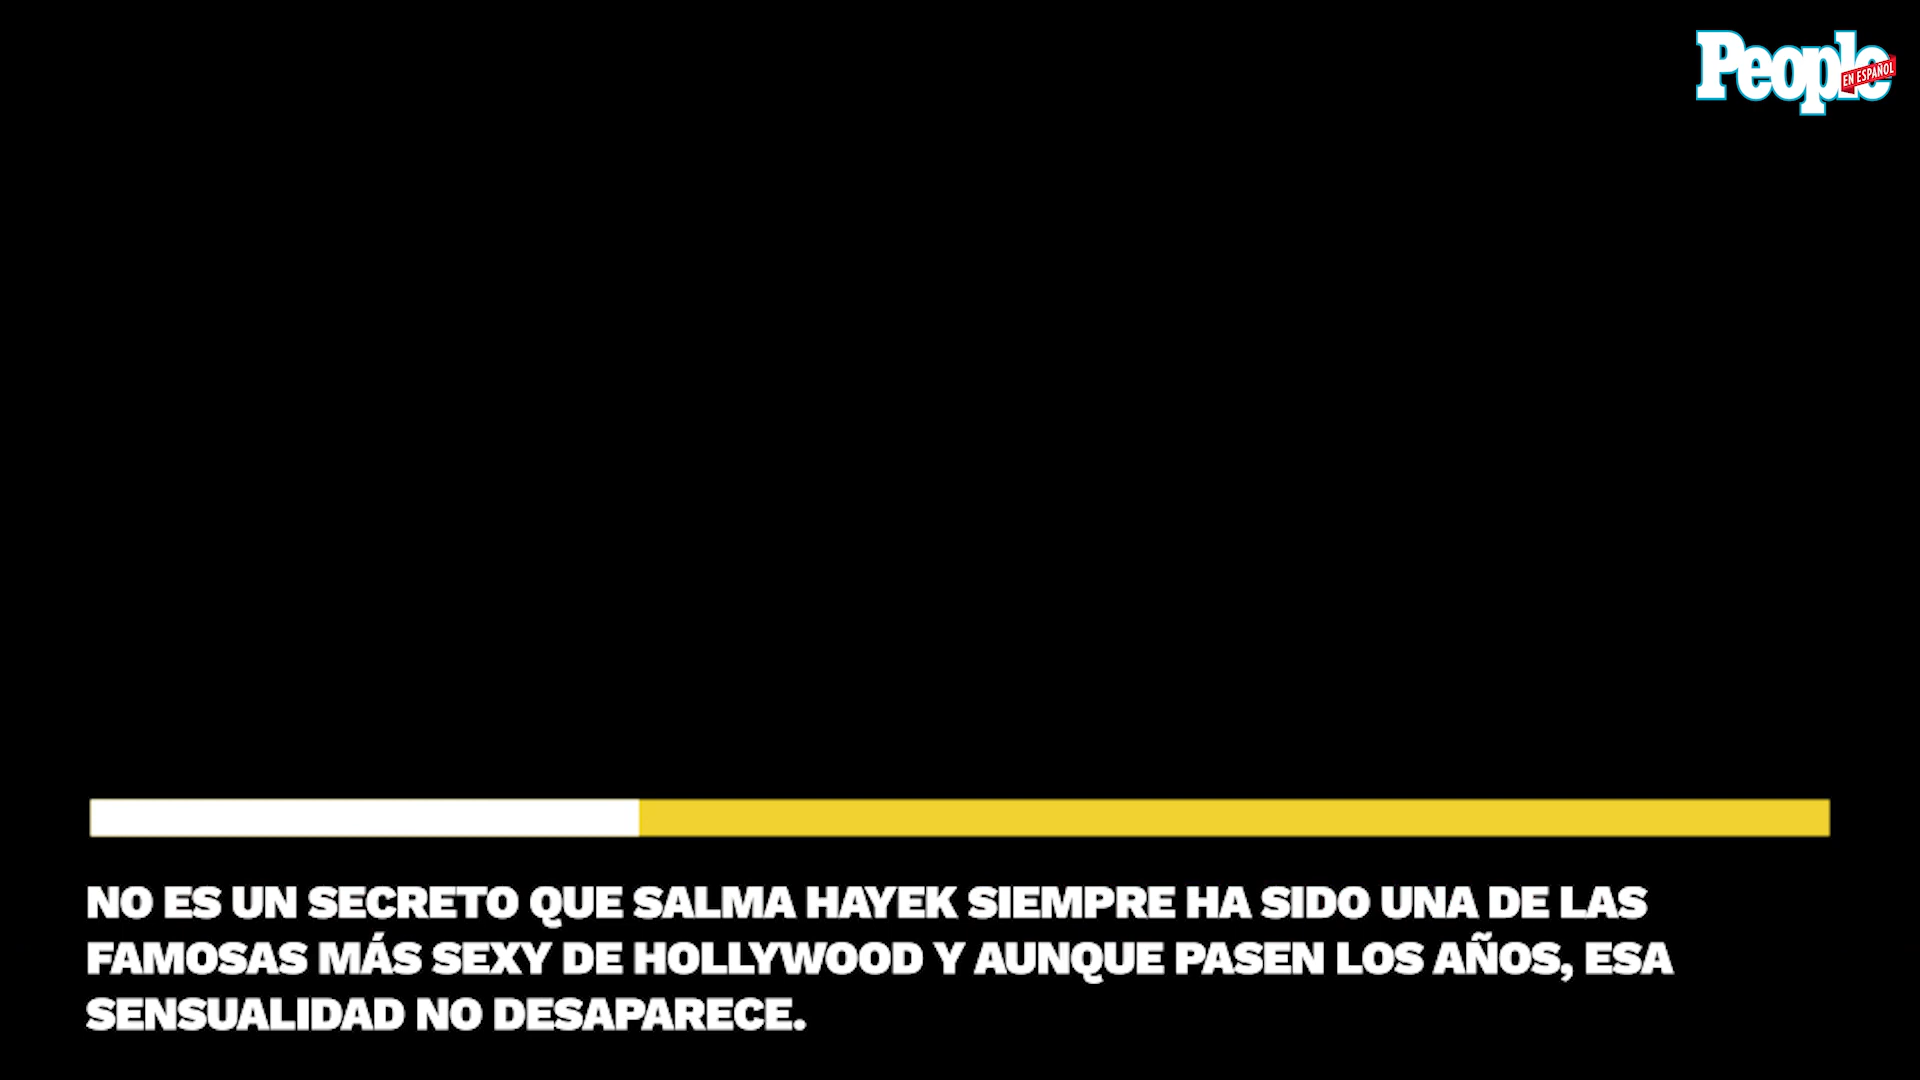 People
EN ESPAÑOL
NO ES UN SECRETO QUE SALMA HAYEK SIEMPRE HA SIDO UNA DE LAS
FAMOSAS MÁS SEXY DE HOLLYWOOD Y AUNQUE PASEN LOS AÑOS, ESA
SENSUALIDAD NO DESAPARECE.